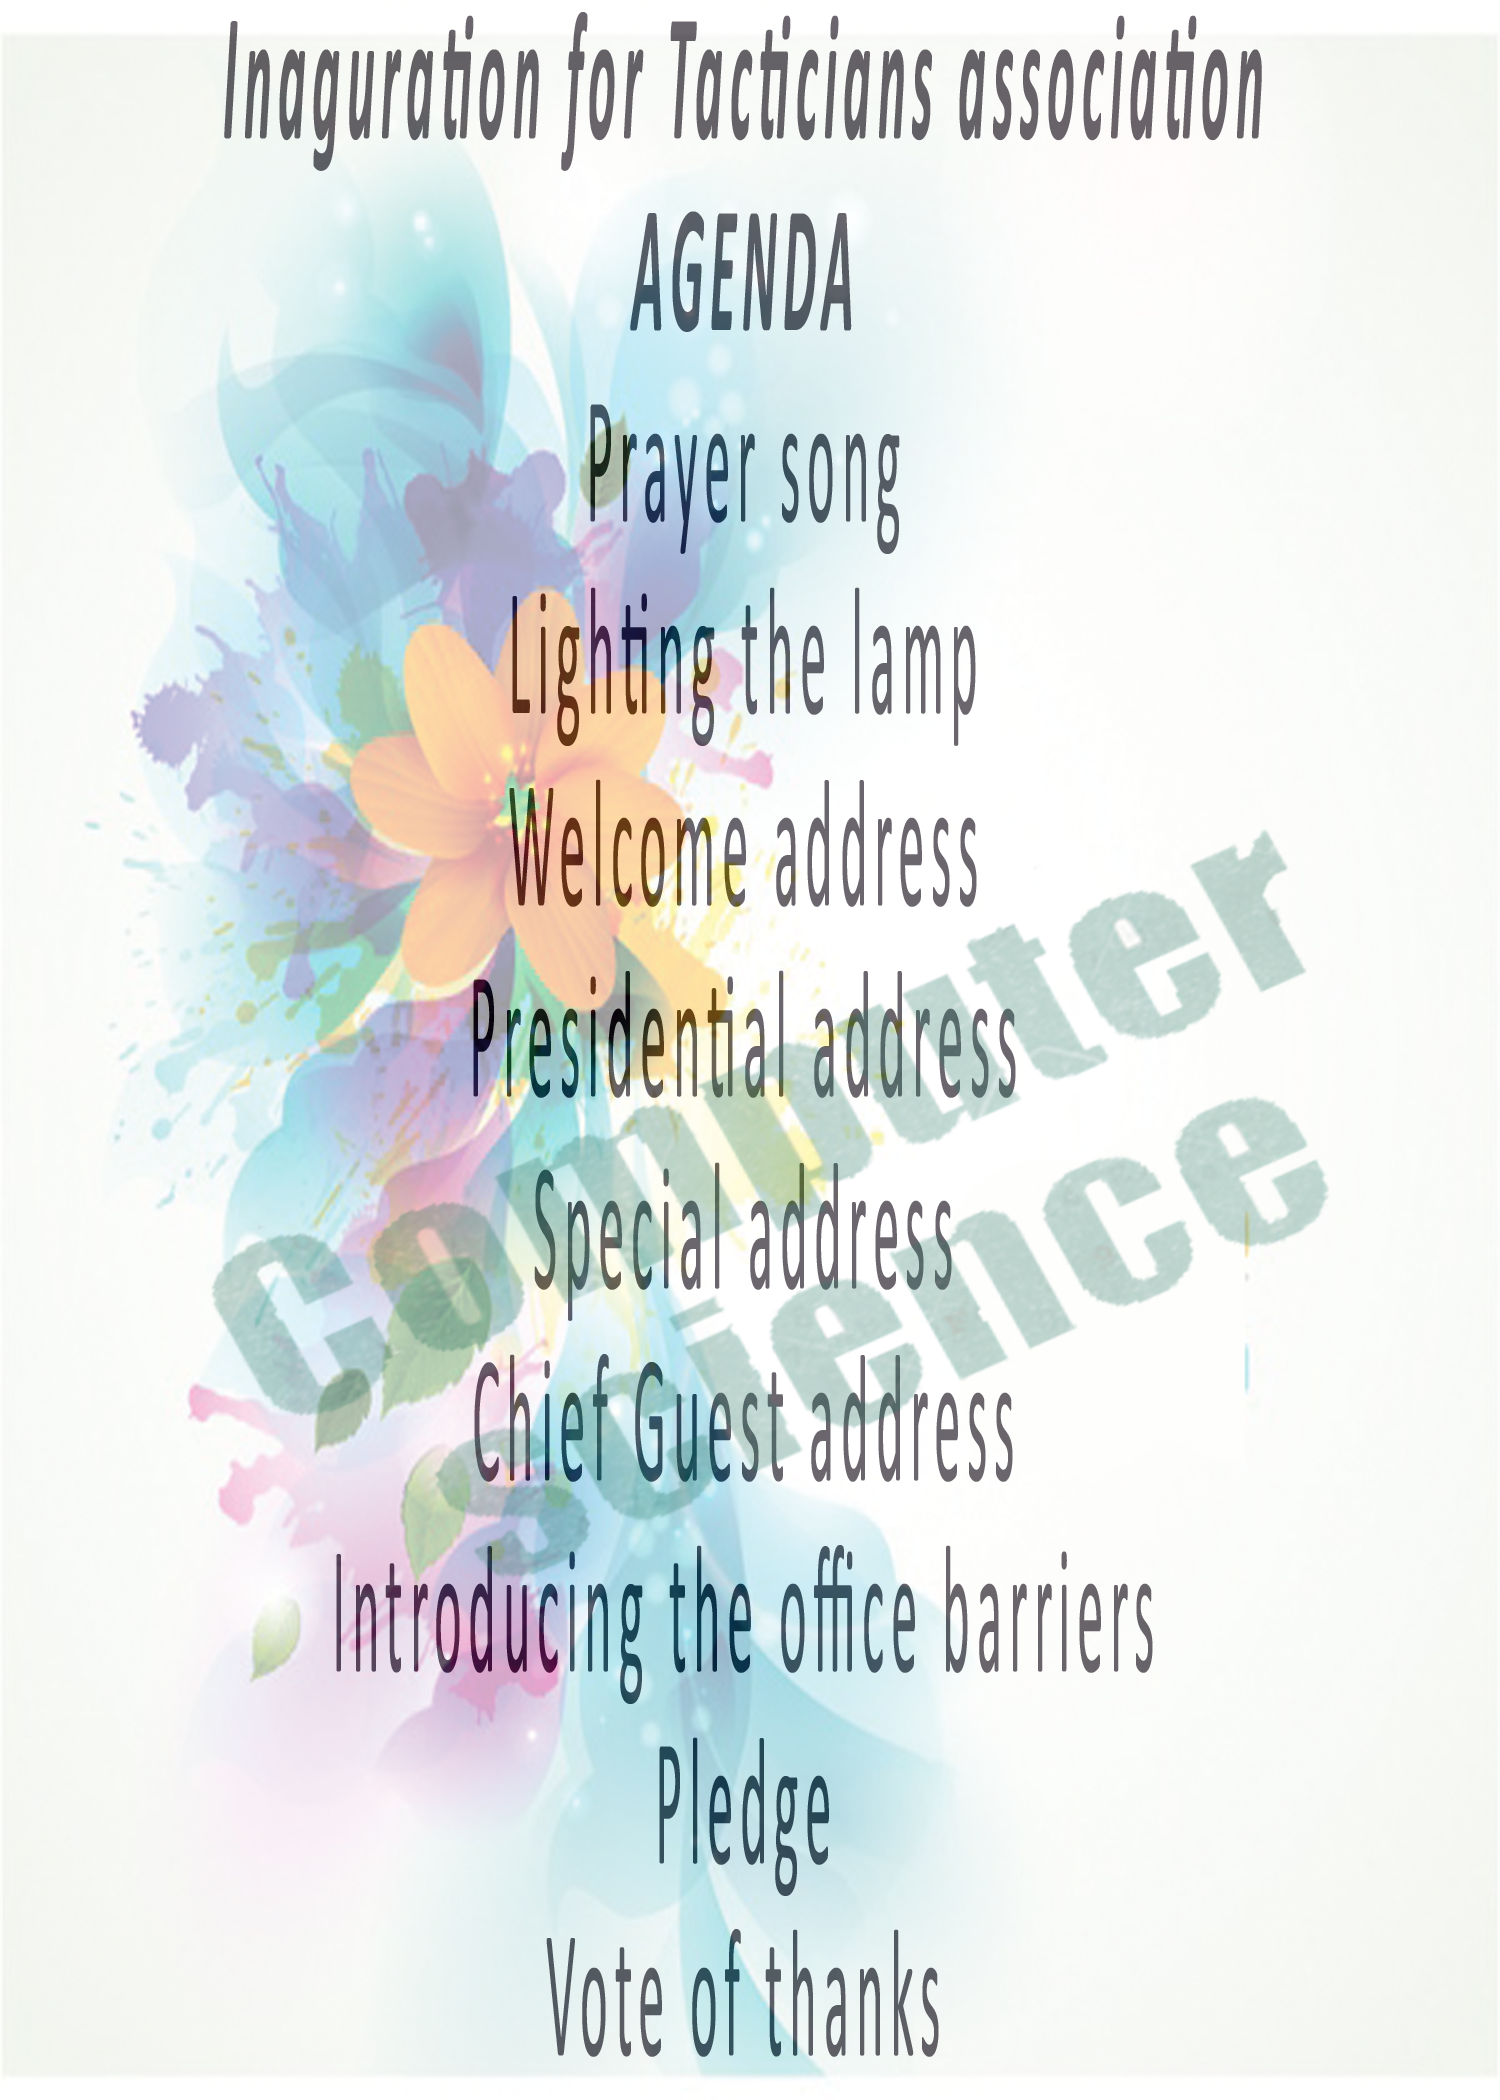 Inaguration for Tacticians association
AGENDA
Prayer song
Lighting the lamp
Welcome address
Presidential address
Special address
Chief Guest address
Introducing the office barriers
Pledge
Vote of thanks
Computer
science